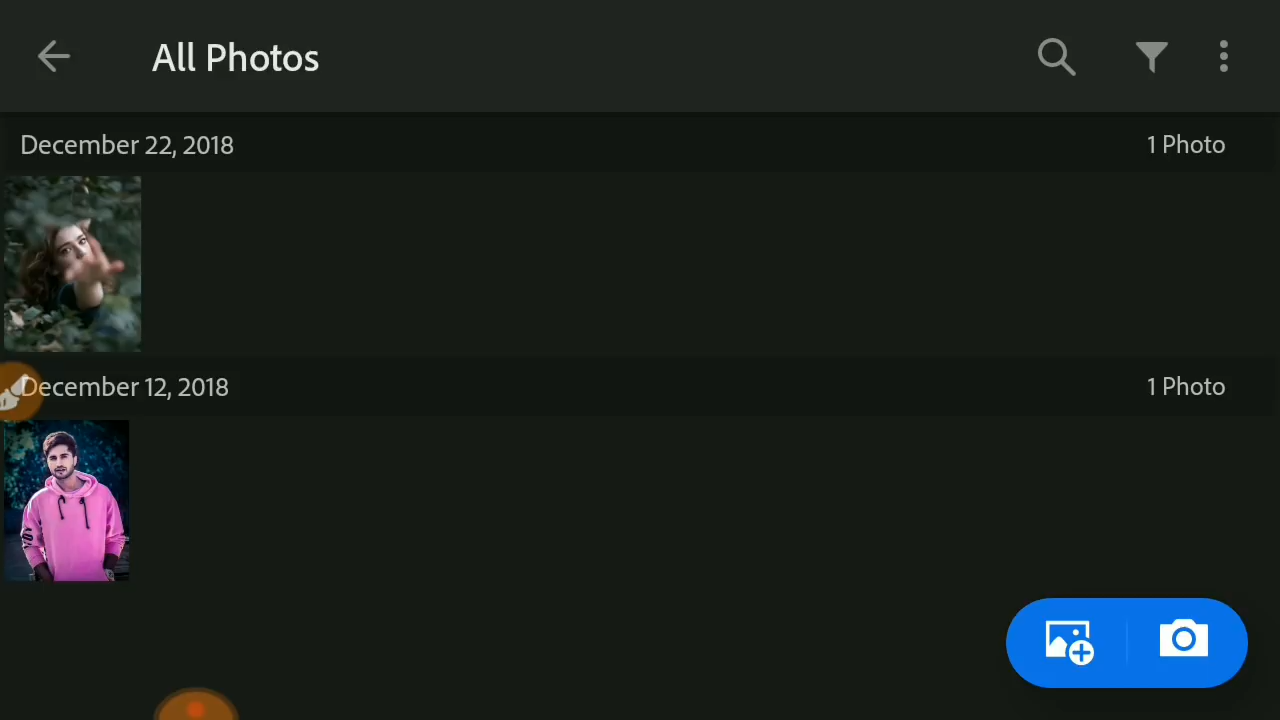 All Photos
December 22, 2018
1 Photo
December 12, 2018
1 Photo